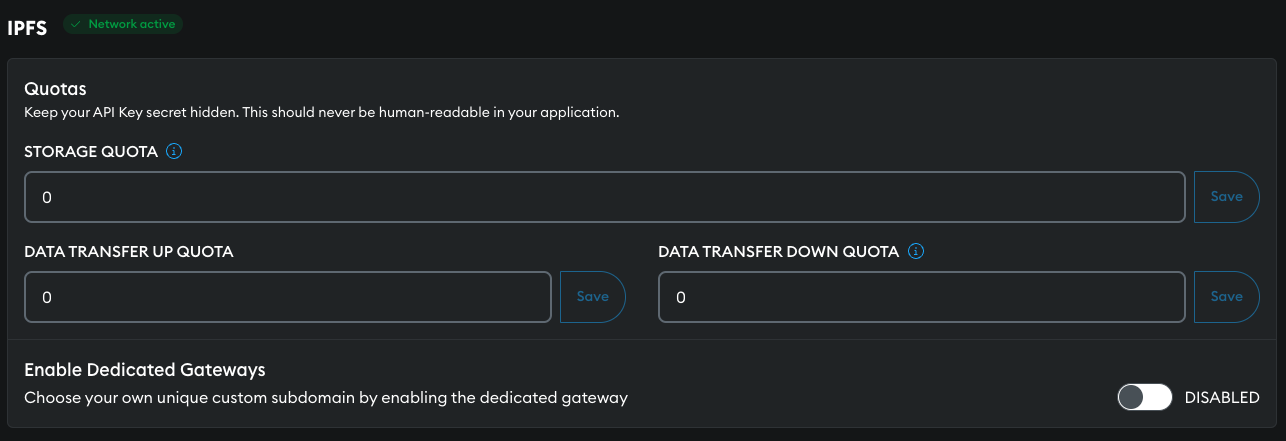 IPFS
Network active
Quotas
Keep your API Key secret hidden. This should never be human-readable in your application.
STORAGE QUOTA
0
Save
DATA TRANSFER UP QUOTA
DATA TRANSFER DOWN QUOTA
0
Save
0
Save
Enable Dedicated Gateways
Choose your own unique custom subdomain by enabling the dedicated gateway
DISABLED